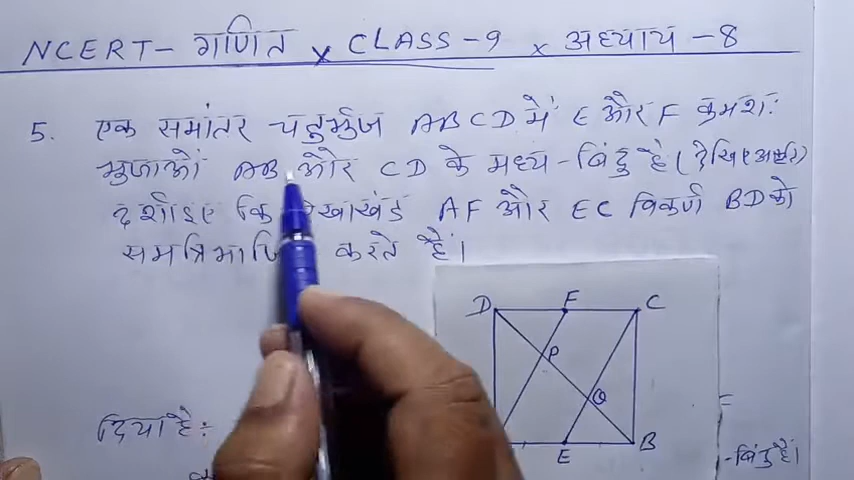 NCERT- गणित x CLASS -9 x अध्याय -8
5. एक समांतर चतुर्भुज ABCD में E और F क्रमशः
भुजाओं AB और CD के मध्य-बिंदु है (देखिए
दर्शाइए कि रेखाखंड AF और EC विकर्ण BD को
समत्रिभाजित करते हैं।
D F C
P
Q
E B
दिया है:
=
-बिंदु हैं।